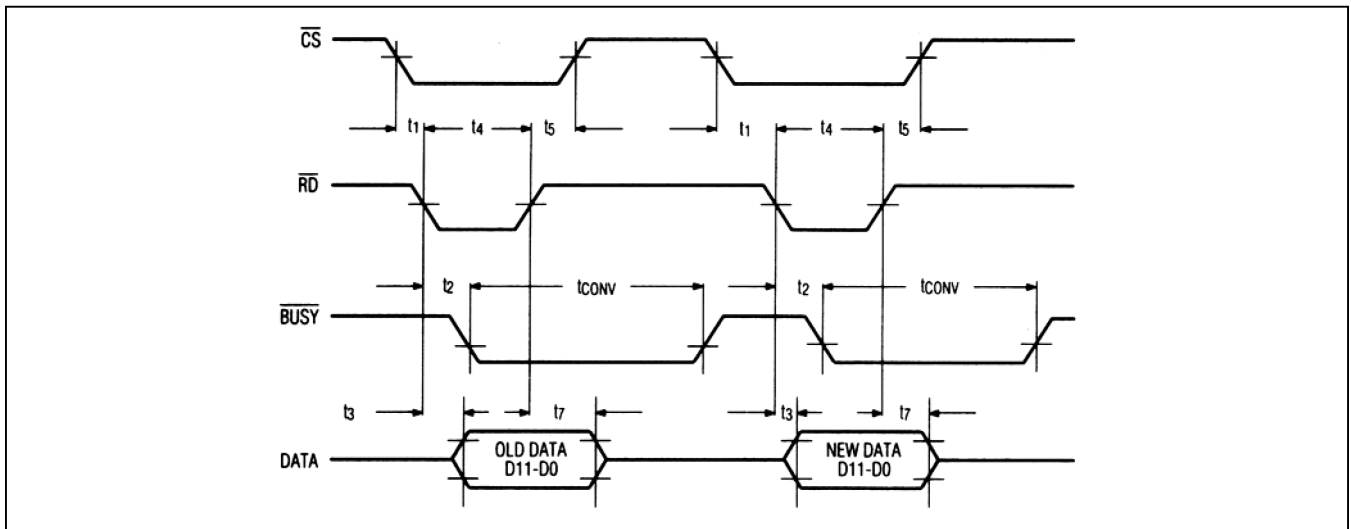 CS
t1 t4 t5 t1 t4 t5
RD
t2 tCONV t2 tCONV
BUSY
t3 t7 t3 t7
DATA
OLD DATA
D11-D0
NEW DATA
D11-D0